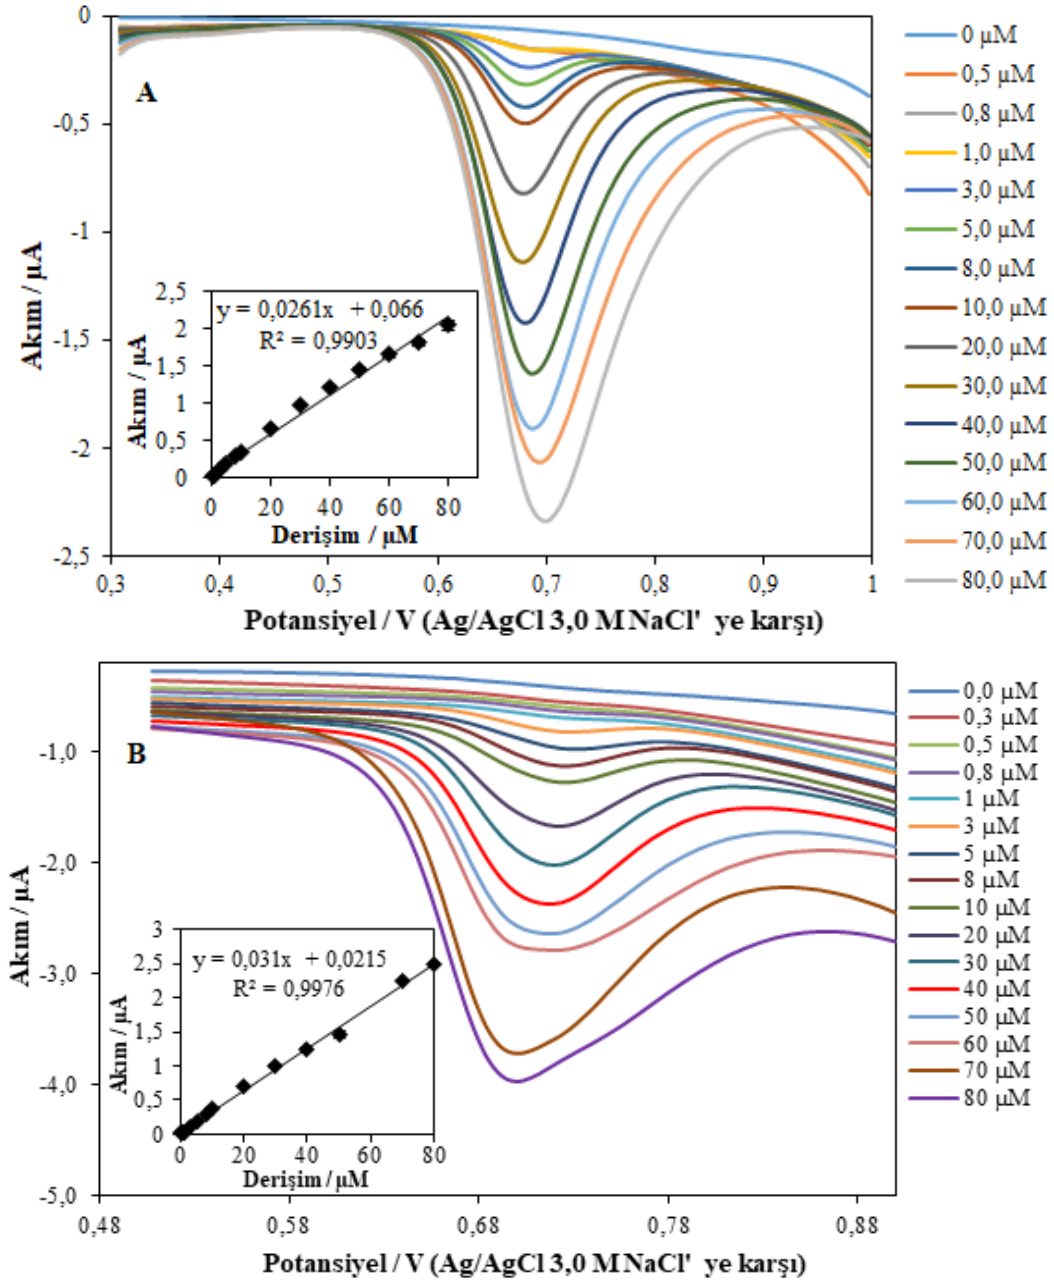 0
-0,5
-1
-1,5
-2
-2,5
0,3 0,4 0,5 0,6 0,7 0,8 0,9 1
Akım / µA
Potansiyel / V (Ag/AgCl 3,0 M NaCl' ye karşı)
A
y = 0,0261x + 0,066
R² = 0,9903
2,5
2
1,5
1
0,5
0
0 20 40 60 80
Akım / µA
Derişim / µM
0 µM
0,5 µM
0,8 µM
1,0 µM
3,0 µM
5,0 µM
8,0 µM
10,0 µM
20,0 µM
30,0 µM
40,0 µM
50,0 µM
60,0 µM
70,0 µM
80,0 µM
-1,0
-2,0
-3,0
-4,0
-5,0
0,48 0,58 0,68 0,78 0,88
Akım / µA
Potansiyel / V (Ag/AgCl 3,0 M NaCl' ye karşı)
B
y = 0,031x + 0,0215
R² = 0,9976
3
2,5
2
1,5
1
0,5
0
0 20 40 60 80
Akım / µA
Derişim / µM
0,0 µM
0,3 µM
0,5 µM
0,8 µM
1 µM
3 µM
5 µM
8 µM
10 µM
20 µM
30 µM
40 µM
50 µM
60 µM
70 µM
80 µM